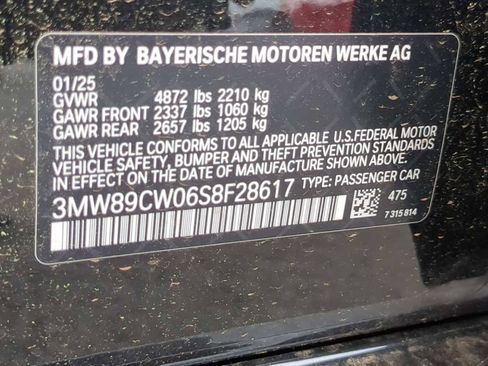 MFD BY BAYERISCHE MOTOREN WERKE AG
01/25
GVWR 4872 lbs 2210 kg
GAWR FRONT 2337 lbs 1060 kg
GAWR REAR 2657 lbs 1205 kg
THIS VEHICLE CONFORMS TO ALL APPLICABLE U.S.FEDERAL MOTOR
VEHICLE SAFETY, BUMPER AND THEFT PREVENTION STANDARDS
IN EFFECT ON THE DATE OF MANUFACTURE SHOWN ABOVE.
3MW89CW06S8F28617 TYPE: PASSENGER CAR
475
7 315 814